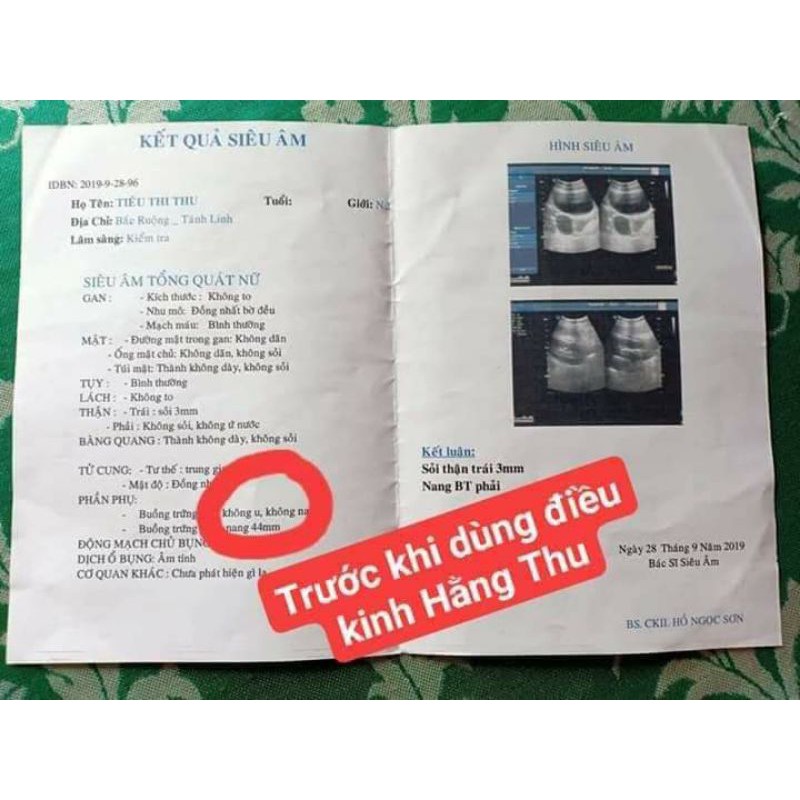 KẾT QUẢ SIÊU ÂM
IDBN: 2019-9-28-96
Họ Tên: TIÊU THI THU Tuổi: Giới:
Địa Chỉ: Bắc Ruộng _ Tánh Linh
Lâm sàng: Kiểm tra
SIÊU ÂM TỔNG QUÁT NỮ
GAN : - Kích thước : Không to
- Nhu mô: Đồng nhất bờ đều
- Mạch máu: Bình thường
MẬT : - Đường mật trong gan: Không dãn
- Ống mật chủ: Không dãn, không sỏi
- Túi mật: Thành không dày, không sỏi
TỤY : - Bình thường
LÁCH : - Không to
THẬN : - Trái : sỏi 3mm
- Phải : Không sỏi, không ứ nước
BÀNG QUANG : Thành không dày, không sỏi
TỬ CUNG: - Tư thế : trung
- Mật độ : Đồng
PHẦN PHỤ:
- Buồng trứng không u, không
- Buồng trứng nang 44mm
ĐỘNG MẠCH CHỦ BỤNG
DỊCH Ổ BỤNG: Âm tính
CƠ QUAN KHÁC : Chưa phát hiện gì
HÌNH SIÊU ÂM
Kết luận:
Sỏi thận trái 3mm
Nang BT phải
Trước khi dùng điều
kinh Hằng Thu
Ngày 28 Tháng 9 Năm 2019
Bác Sĩ Siêu Âm
BS. CKII. HỒ NGỌC SƠN